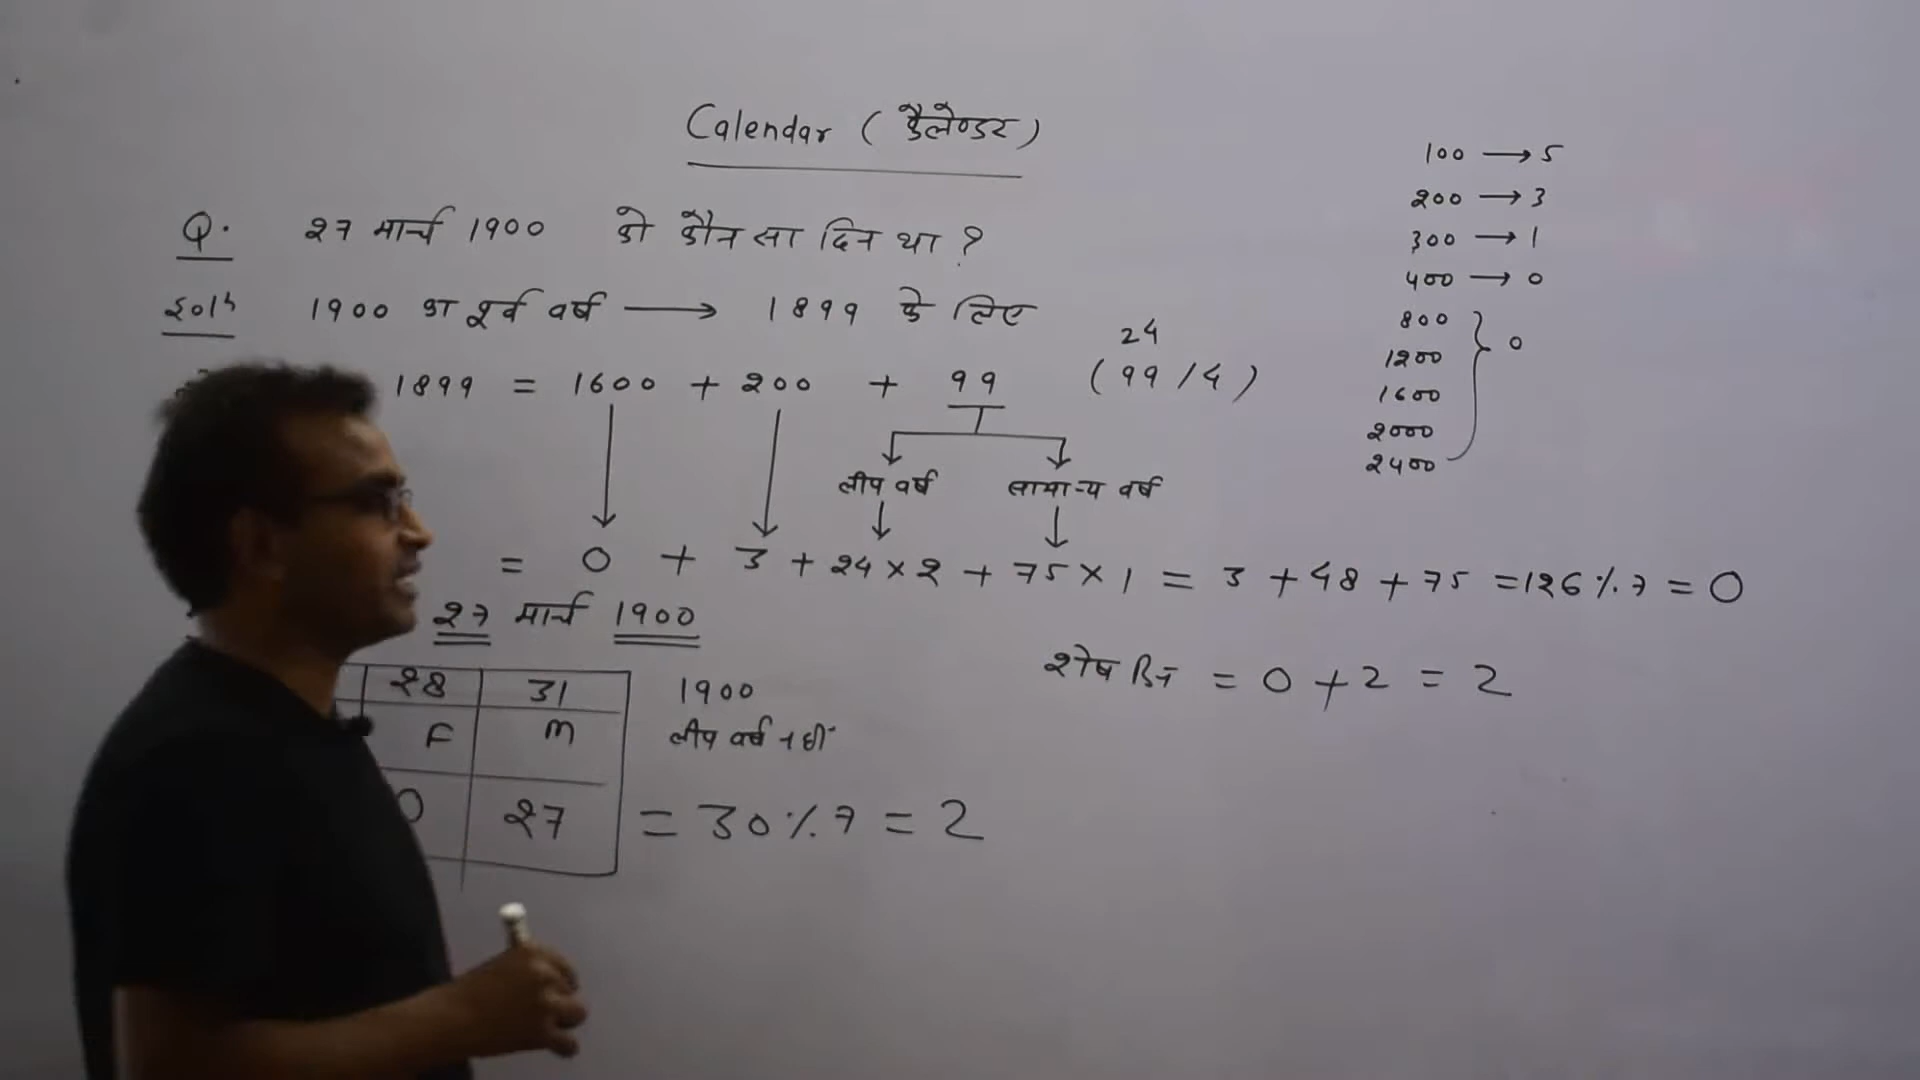 Calendar ( कैलेण्डर )
Q. 27 मार्च 1900 को कौन सा दिन था ?
Solⁿ 1900 का पूर्व वर्ष ⟶ 1899 के लिए
1899 = 1600 + 200 + 99 ( 99 / 4 ) 24
लीप वर्ष सामान्य वर्ष
= 0 + 3 + 24 × 2 + 75 × 1 = 3 + 48 + 75 = 126 % 7 = 0
27 मार्च 1900
शेष दिन = 0 + 2 = 2
28 31 1900
F M लीप वर्ष नहीं
0 27 = 30 % 7 = 2
100 ⟶ 5
200 ⟶ 3
300 ⟶ 1
400 ⟶ 0
800
1200 } 0
1600
2000
2400